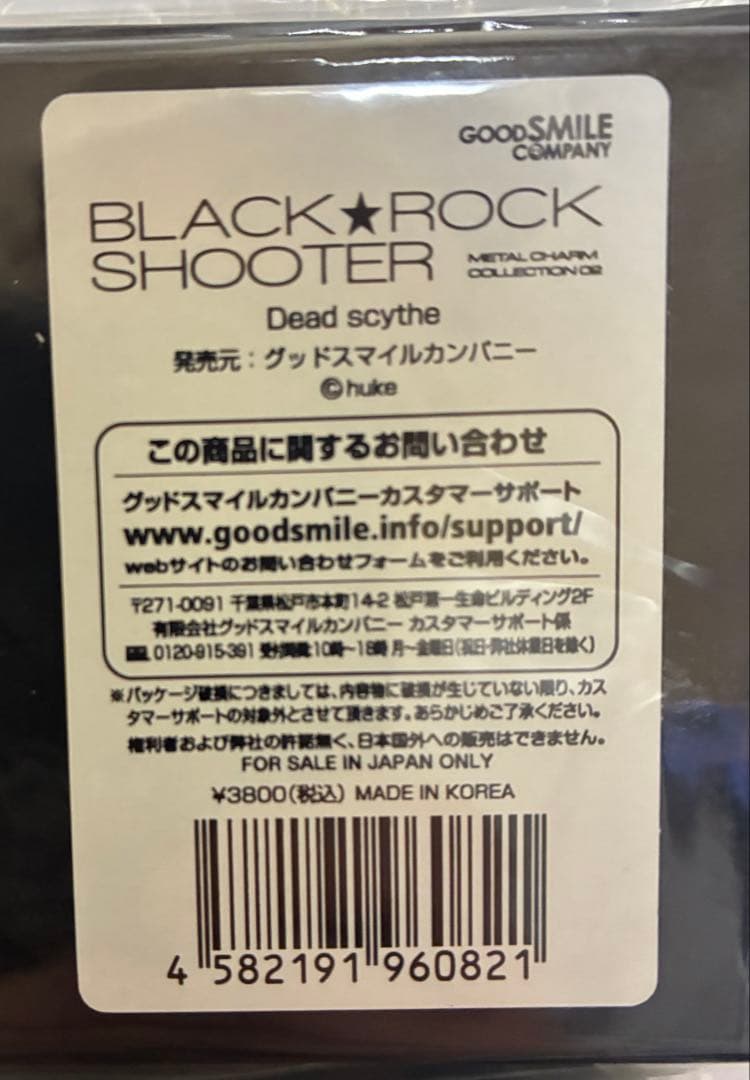 GOODSMILE
COMPANY
BLACK★ROCK
SHOOTER
METAL CHARM
COLLECTION 02
Dead scythe
発売元：グッドスマイルカンパニー
©huke
この商品に関するお問い合わせ
グッドスマイルカンパニーカスタマーサポート
www.goodsmile.info/support/
webサイトのお問い合わせフォームをご利用ください。
〒271-0091 千葉県松戸市本町14-2 松戸第一生命ビルディング2F
有限会社グッドスマイルカンパニー カスタマーサポート係
0120-915-391 受付時間:10時〜18時 月〜金曜日(祝日・弊社休業日を除く)
※パッケージ破損につきましては、内容物に破損が生じていない限り、カス
タマーサポートの対象外とさせて頂きます。あらかじめご了承ください。
権利者および弊社の許諾無く、日本国外への販売はできません。
FOR SALE IN JAPAN ONLY
¥3800(税込) MADE IN KOREA
4 582191 960821